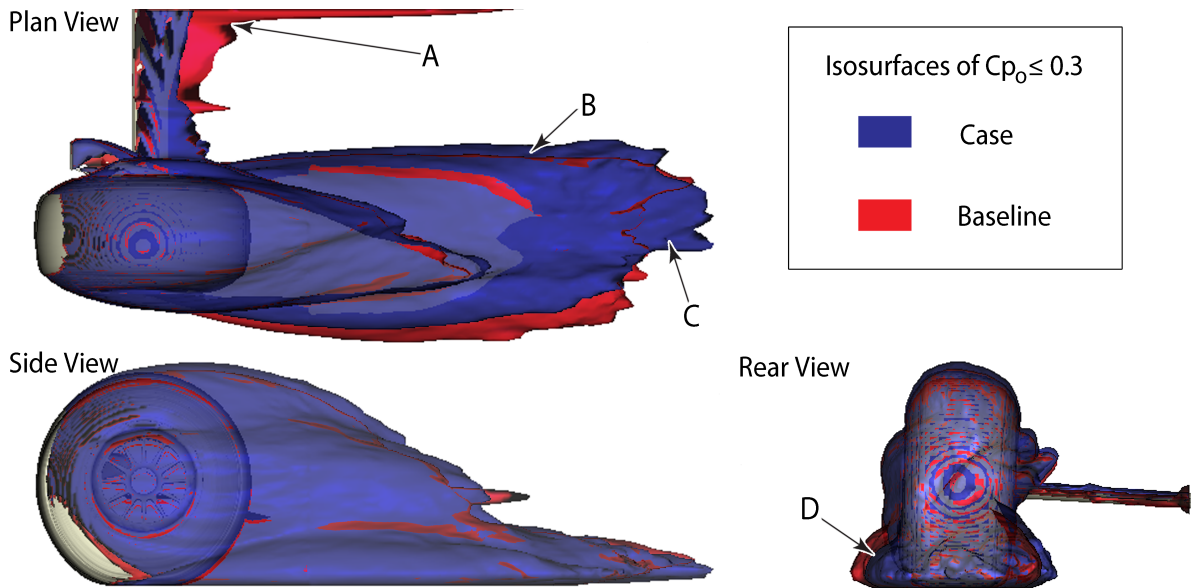 Plan View
A
B
C
Isosurfaces of Cpo ≤ 0.3
Case
Baseline
Side View
Rear View
D